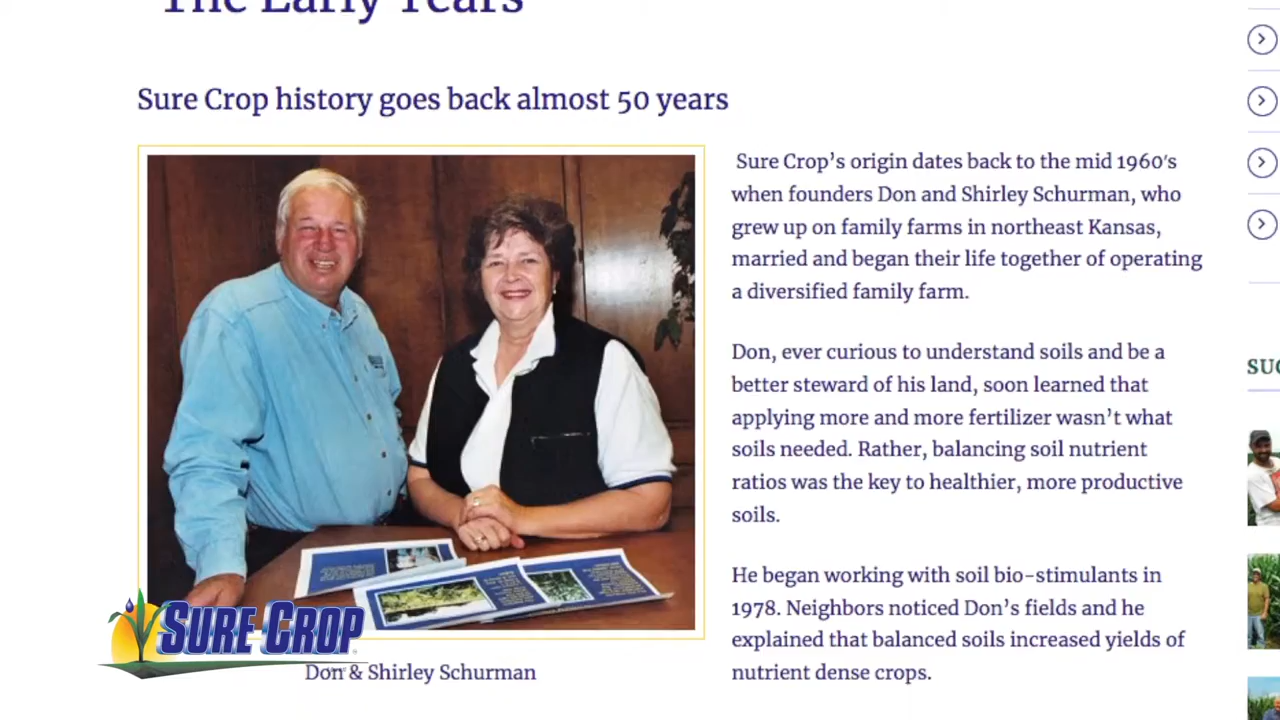 The Early Years
Sure Crop history goes back almost 50 years
Sure Crop's origin dates back to the mid 1960's
when founders Don and Shirley Schurman, who
grew up on family farms in northeast Kansas,
married and began their life together of operating
a diversified family farm.
Don, ever curious to understand soils and be a
better steward of his land, soon learned that
applying more and more fertilizer wasn't what
soils needed. Rather, balancing soil nutrient
ratios was the key to healthier, more productive
soils.
He began working with soil bio-stimulants in
1978. Neighbors noticed Don's fields and he
explained that balanced soils increased yields of
nutrient dense crops.
SURE CROP
Don & Shirley Schurman